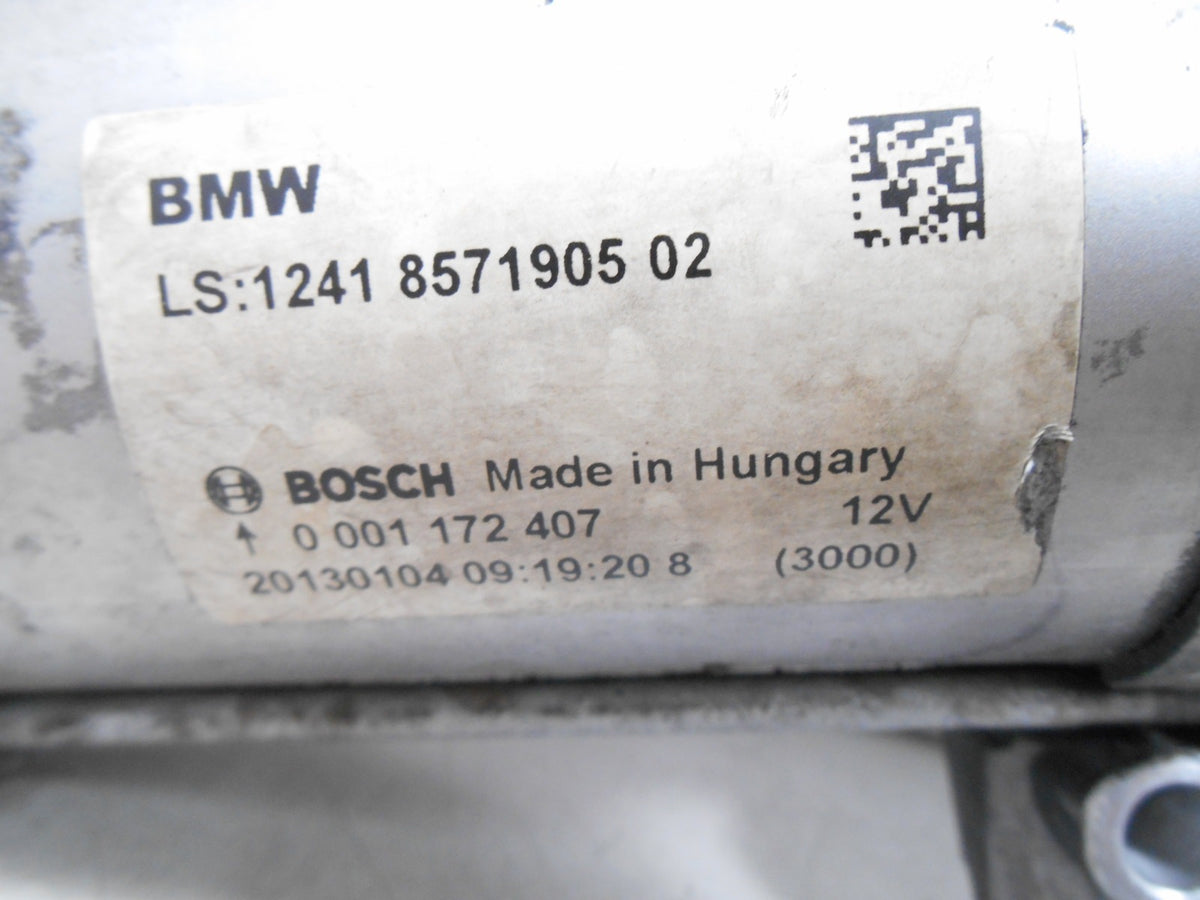 BMW
LS:1241 8571905 02
BOSCH Made in Hungary
0 001 172 407 12V
20130104 09:19:20 8 (3000)